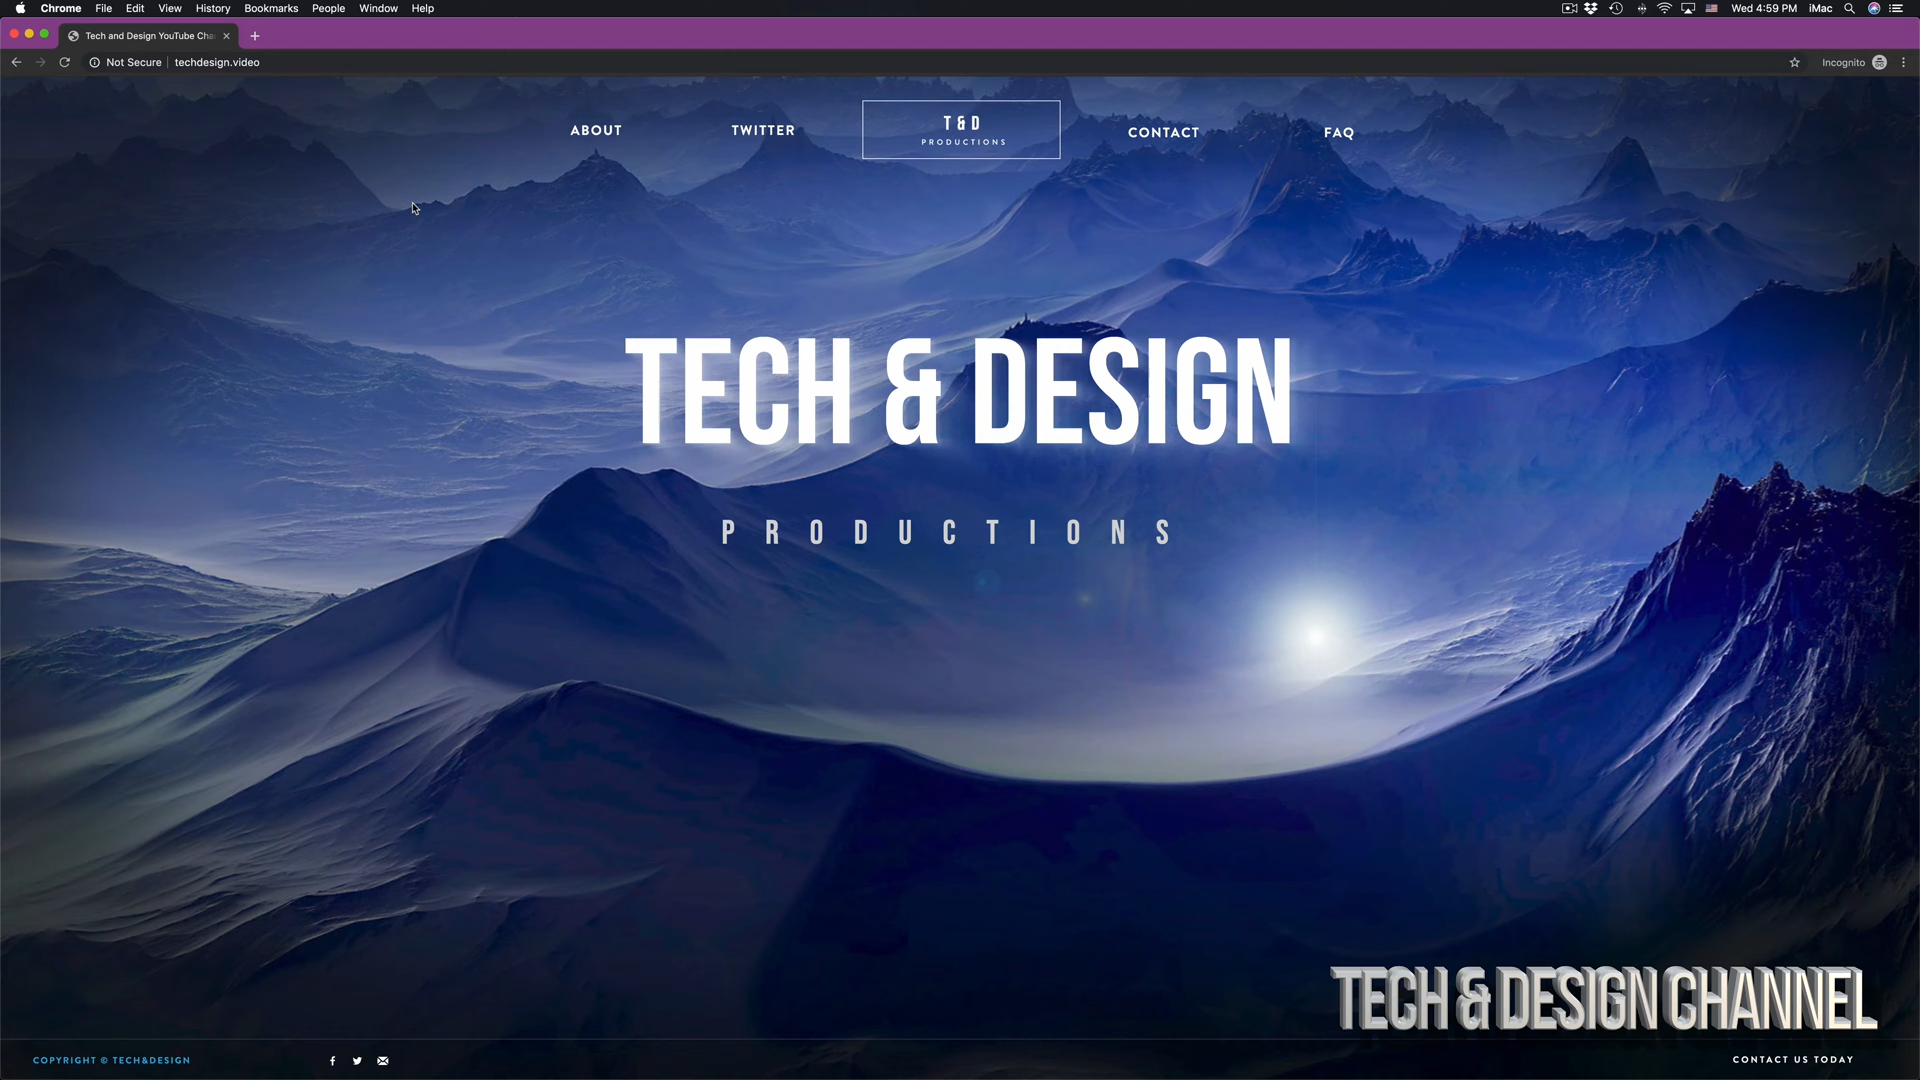 Chrome File Edit View History Bookmarks People Window Help Wed 4:59 PM iMac
Tech and Design YouTube Cha
Not Secure techdesign.video Incognito
ABOUT TWITTER T&D CONTACT FAQ
PRODUCTIONS
TECH & DESIGN
PRODUCTIONS
TECH & DESIGN CHANNEL
COPYRIGHT © TECH&DESIGN CONTACT US TODAY